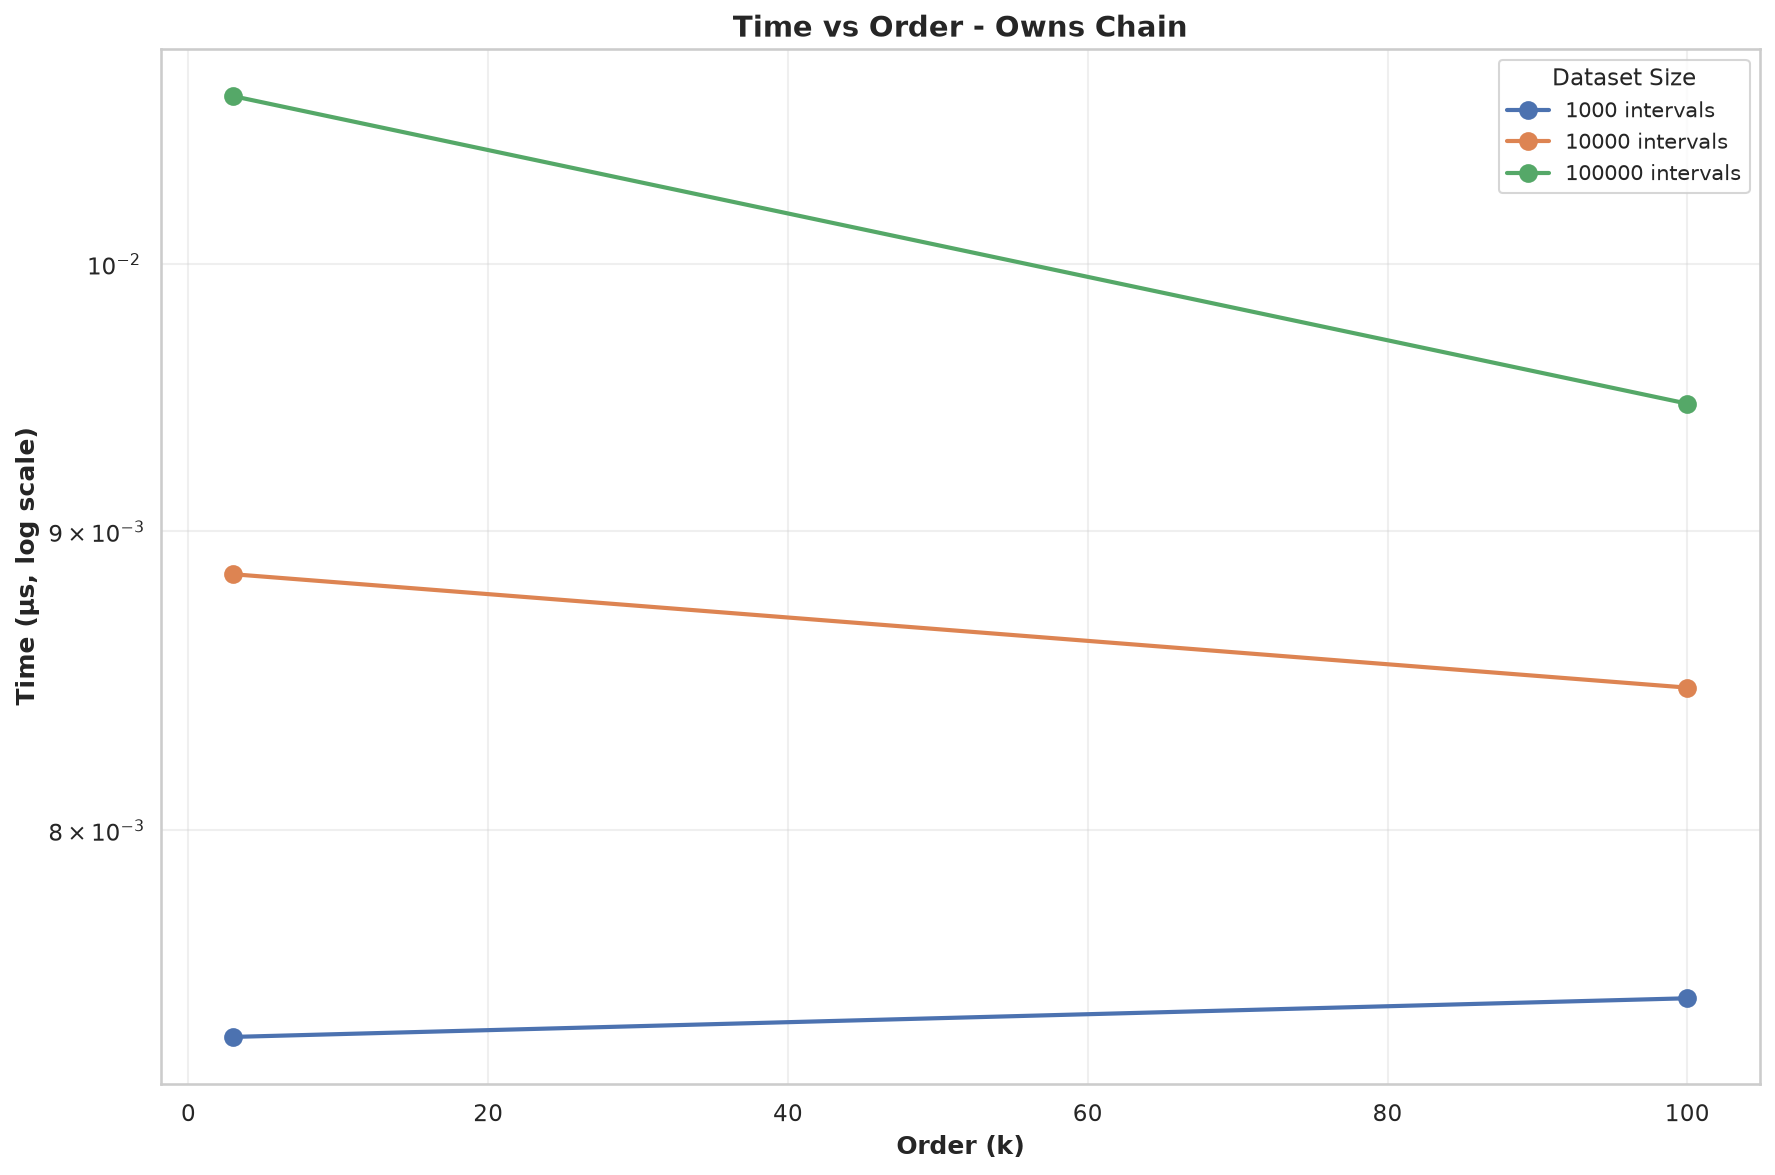 Time vs Order - Owns Chain
Dataset Size
1000 intervals
10000 intervals
100000 intervals
Time (µs, log scale)
10⁻²
9 × 10⁻³
8 × 10⁻³
0 20 40 60 80 100
Order (k)